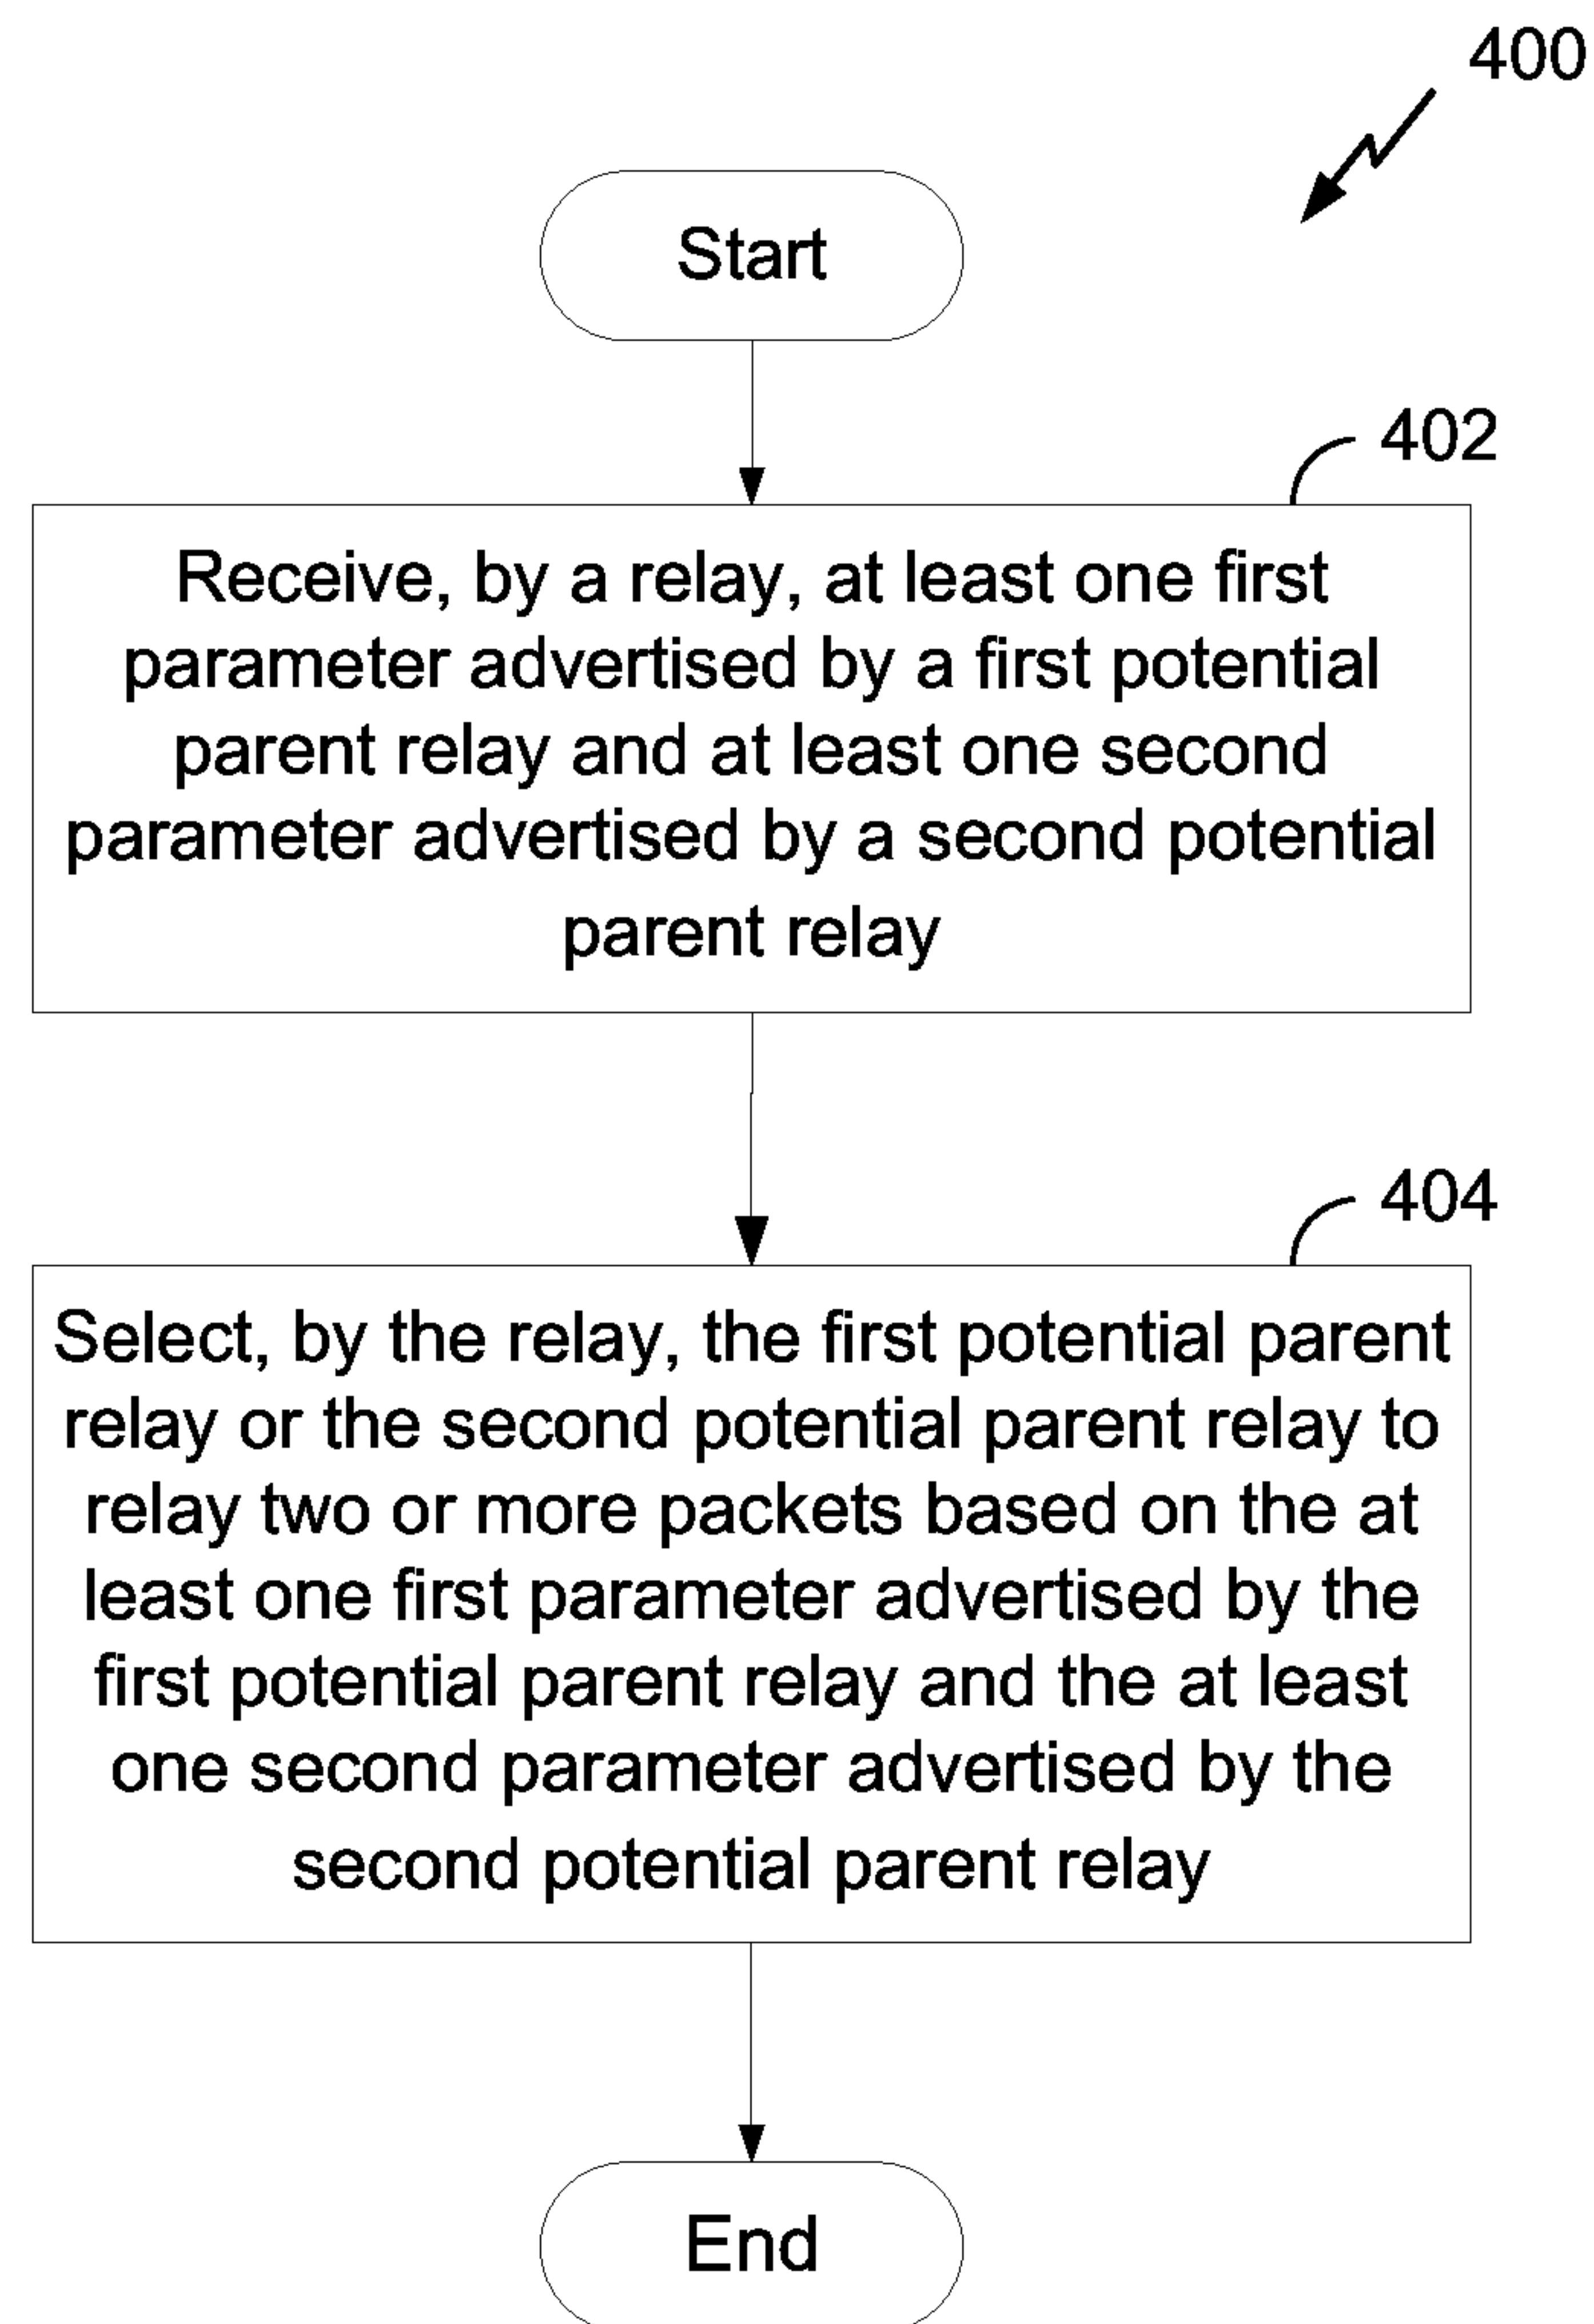 400
Start
402
Receive, by a relay, at least one first
parameter advertised by a first potential
parent relay and at least one second
parameter advertised by a second potential
parent relay
404
Select, by the relay, the first potential parent
relay or the second potential parent relay to
relay two or more packets based on the at
least one first parameter advertised by the
first potential parent relay and the at least
one second parameter advertised by the
second potential parent relay
End